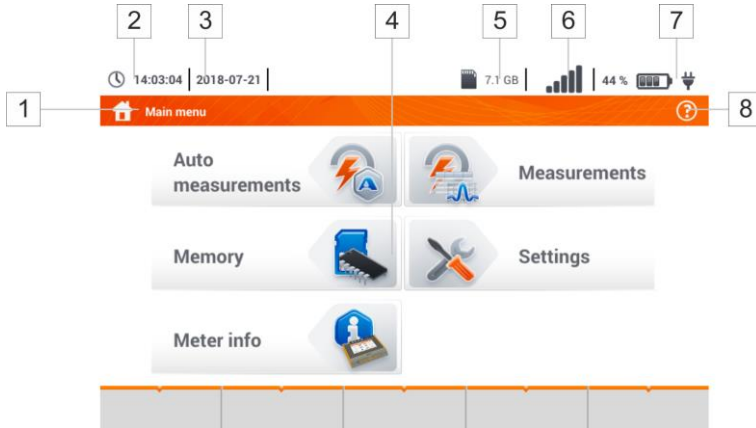 2 3 4 5 6 7
14:03:04 2018-07-21 7.1 GB 44 %
1 Main menu ? 8
Auto
measurements
A
Measurements
Memory
Settings
Meter info